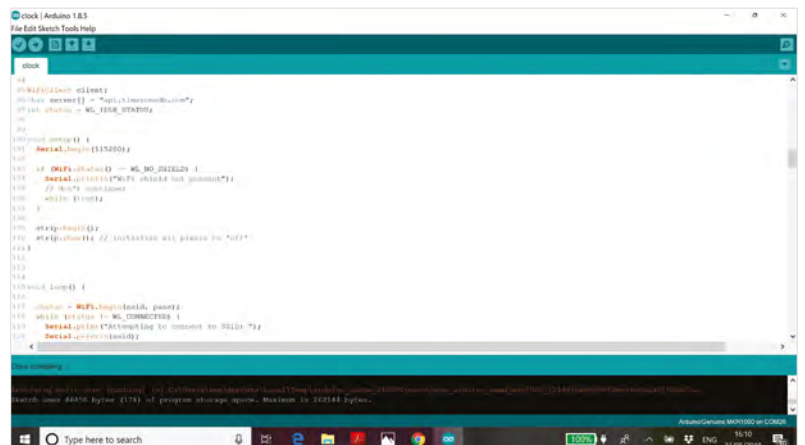 clock | Arduino 1.8.5
File Edit Sketch Tools Help
clock
WiFiClient client;
char server[] = "api.timezonedb.com";
int status = WL_IDLE_STATUS;
void setup() {
Serial.begin(115200);
if (WiFi.status() == WL_NO_SHIELD) {
Serial.println("WiFi shield not present");
// don't continue
while (true);
}
strip.begin();
strip.show(); // Initialize all pixels to 'off'
}
void loop() {
status = WiFi.begin(ssid, pass);
while (status != WL_CONNECTED) {
Serial.print("Attempting to connect to SSID: ");
Serial.println(ssid);
Done compiling
Sketch uses 46456 bytes (17%) of program storage space. Maximum is 262144 bytes.
Arduino/Genuino MKR1000 on COM26
Type here to search
100%
ENG
16:10